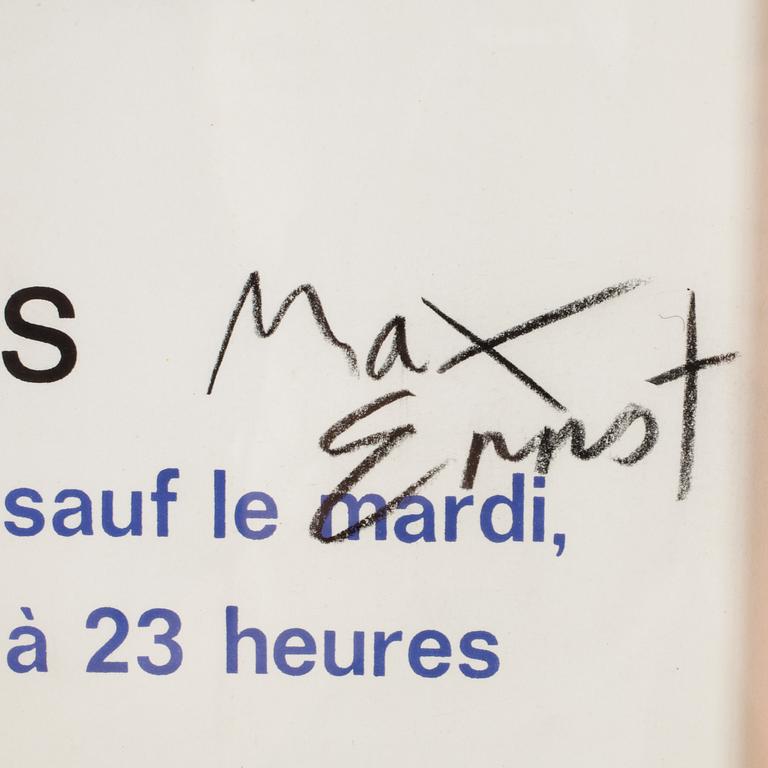 S
Max
Ernst
sauf le mardi,
à 23 heures